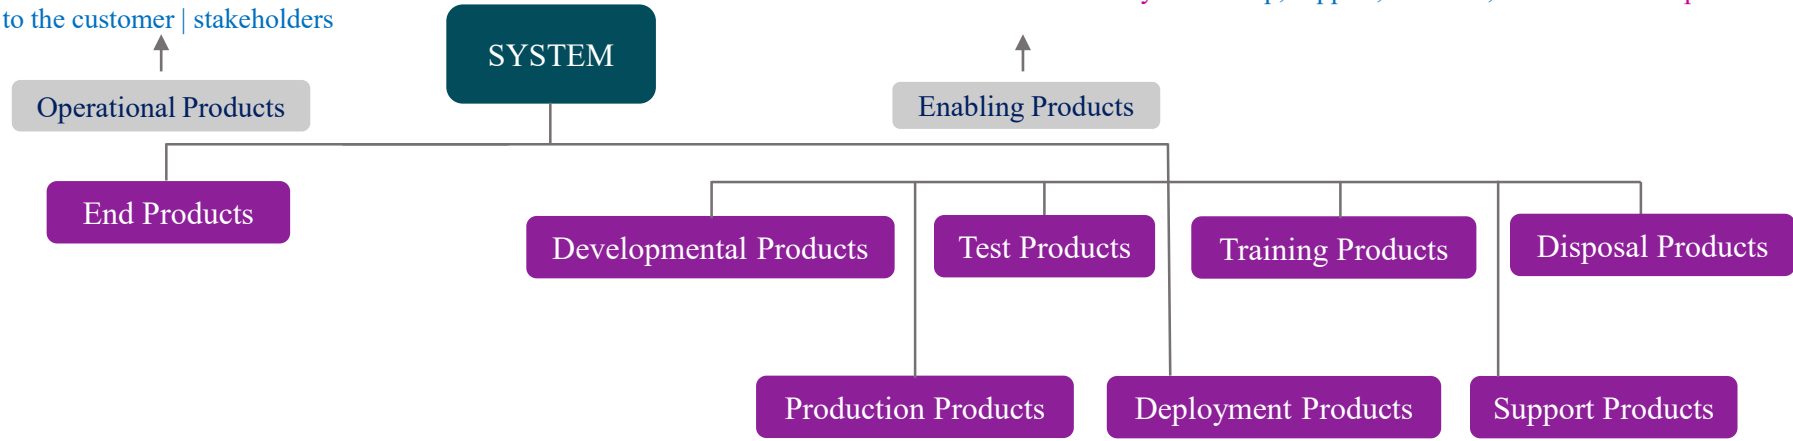 to the customer | stakeholders
SYSTEM
Operational Products
Enabling Products
End Products
Developmental Products
Test Products
Training Products
Disposal Products
Production Products
Deployment Products
Support Products